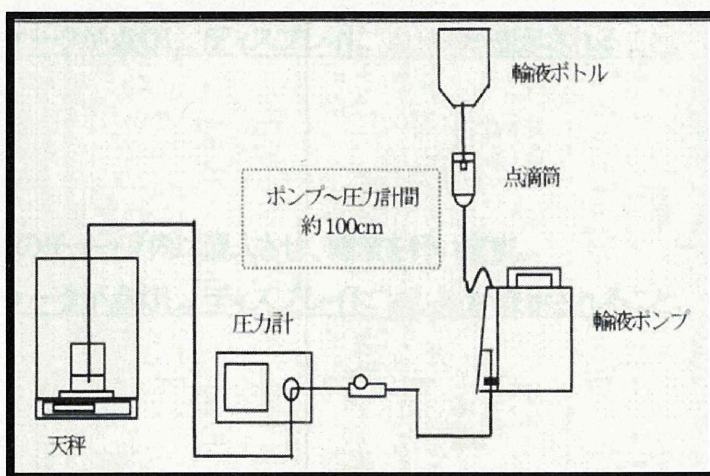 輸液ボトル
点滴筒
ポンプ～圧力計間
約100cm
圧力計
輸液ポンプ
天秤